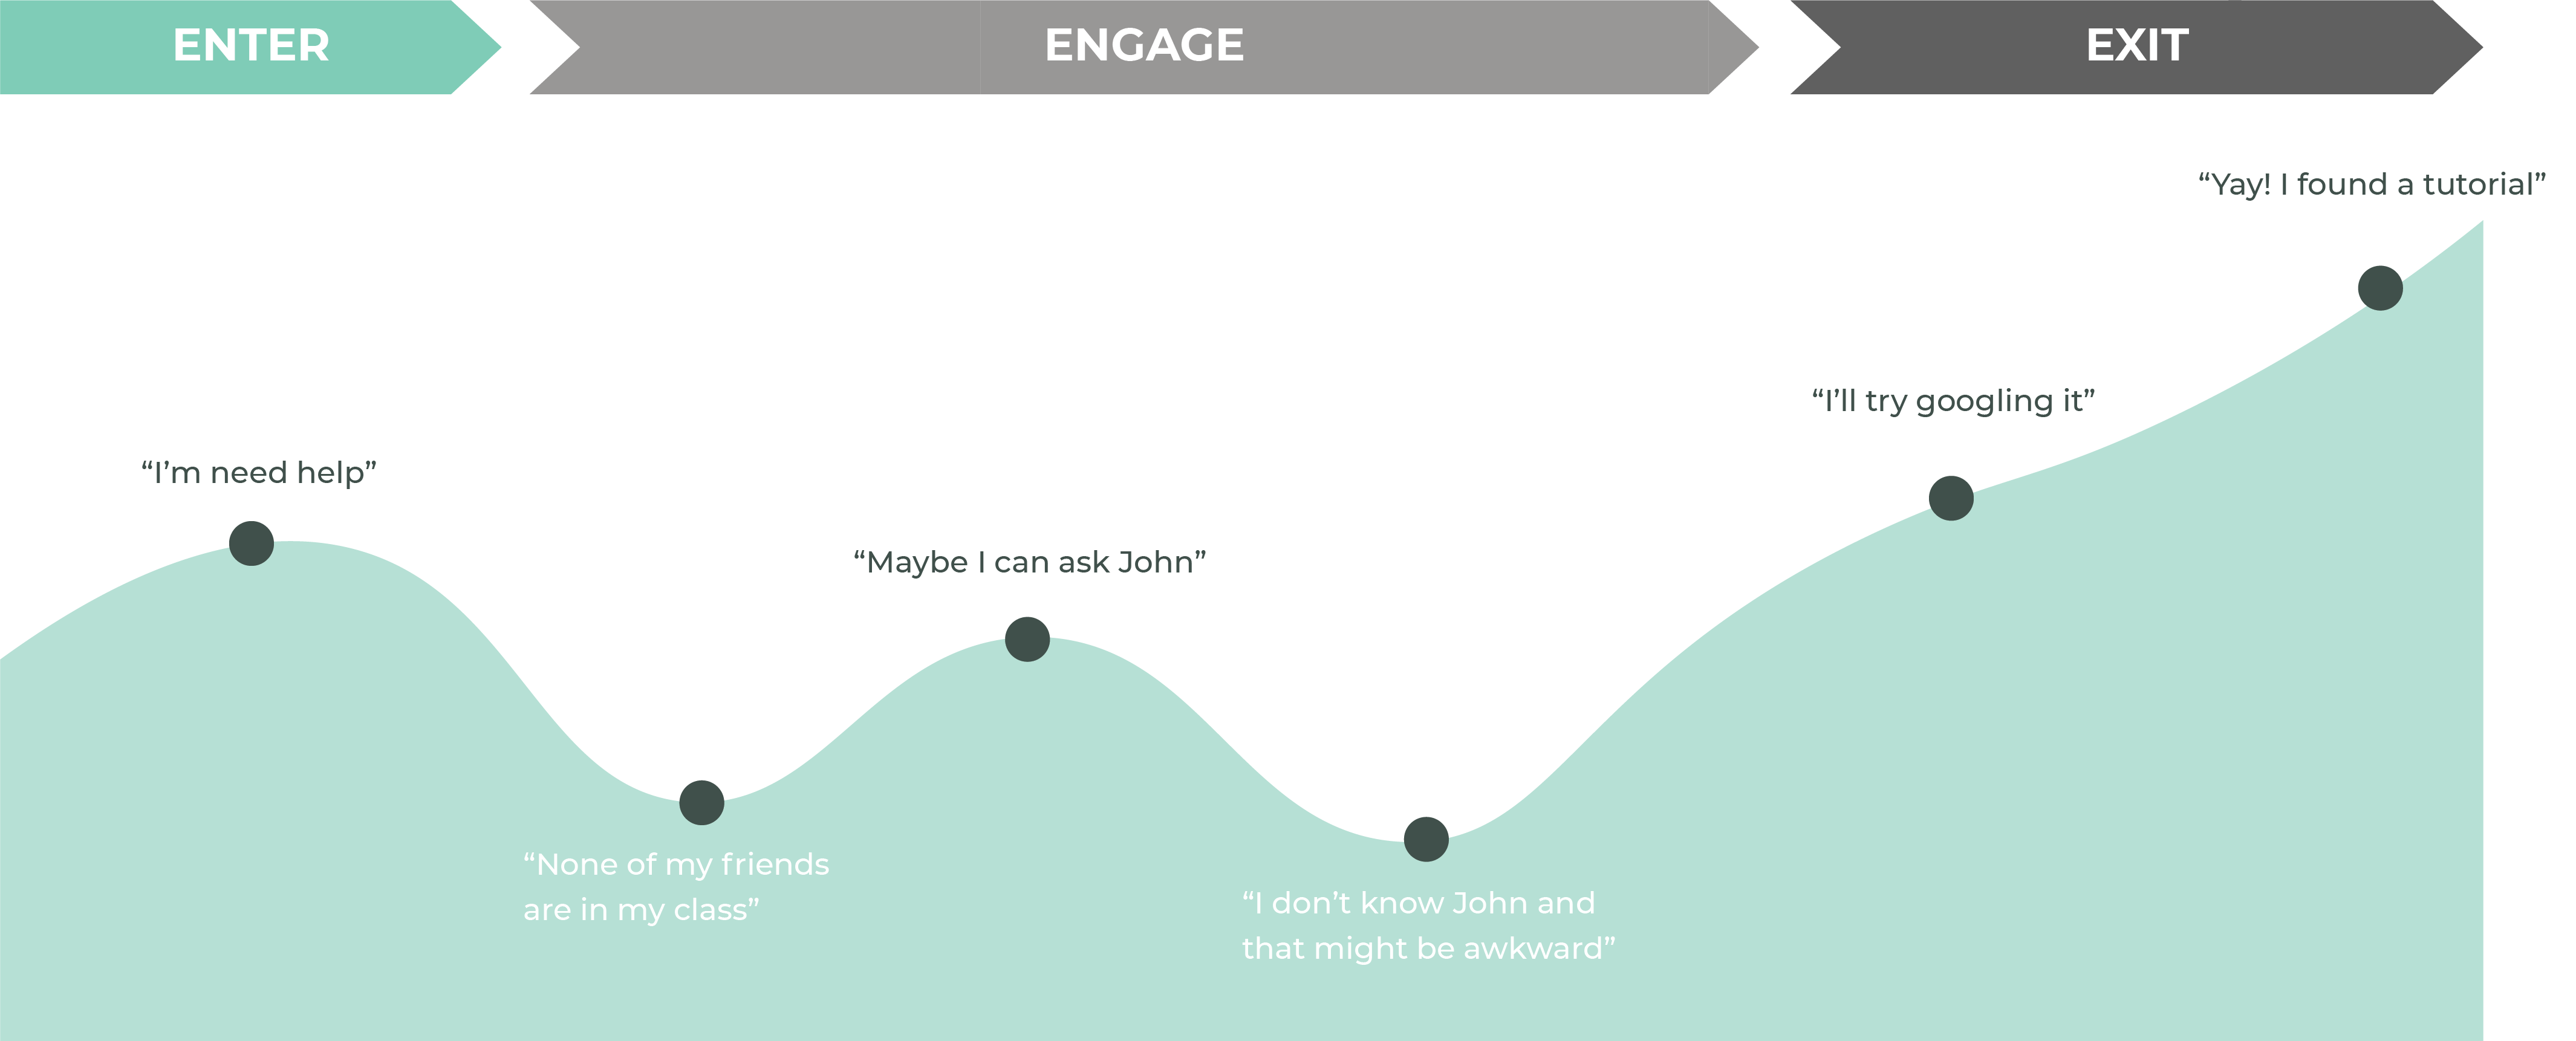 ENTER
ENGAGE
EXIT
“Yay! I found a tutorial”
“I’ll try googling it”
“I’m need help”
“Maybe I can ask John”
“None of my friends
are in my class”
“I don’t know John and
that might be awkward”